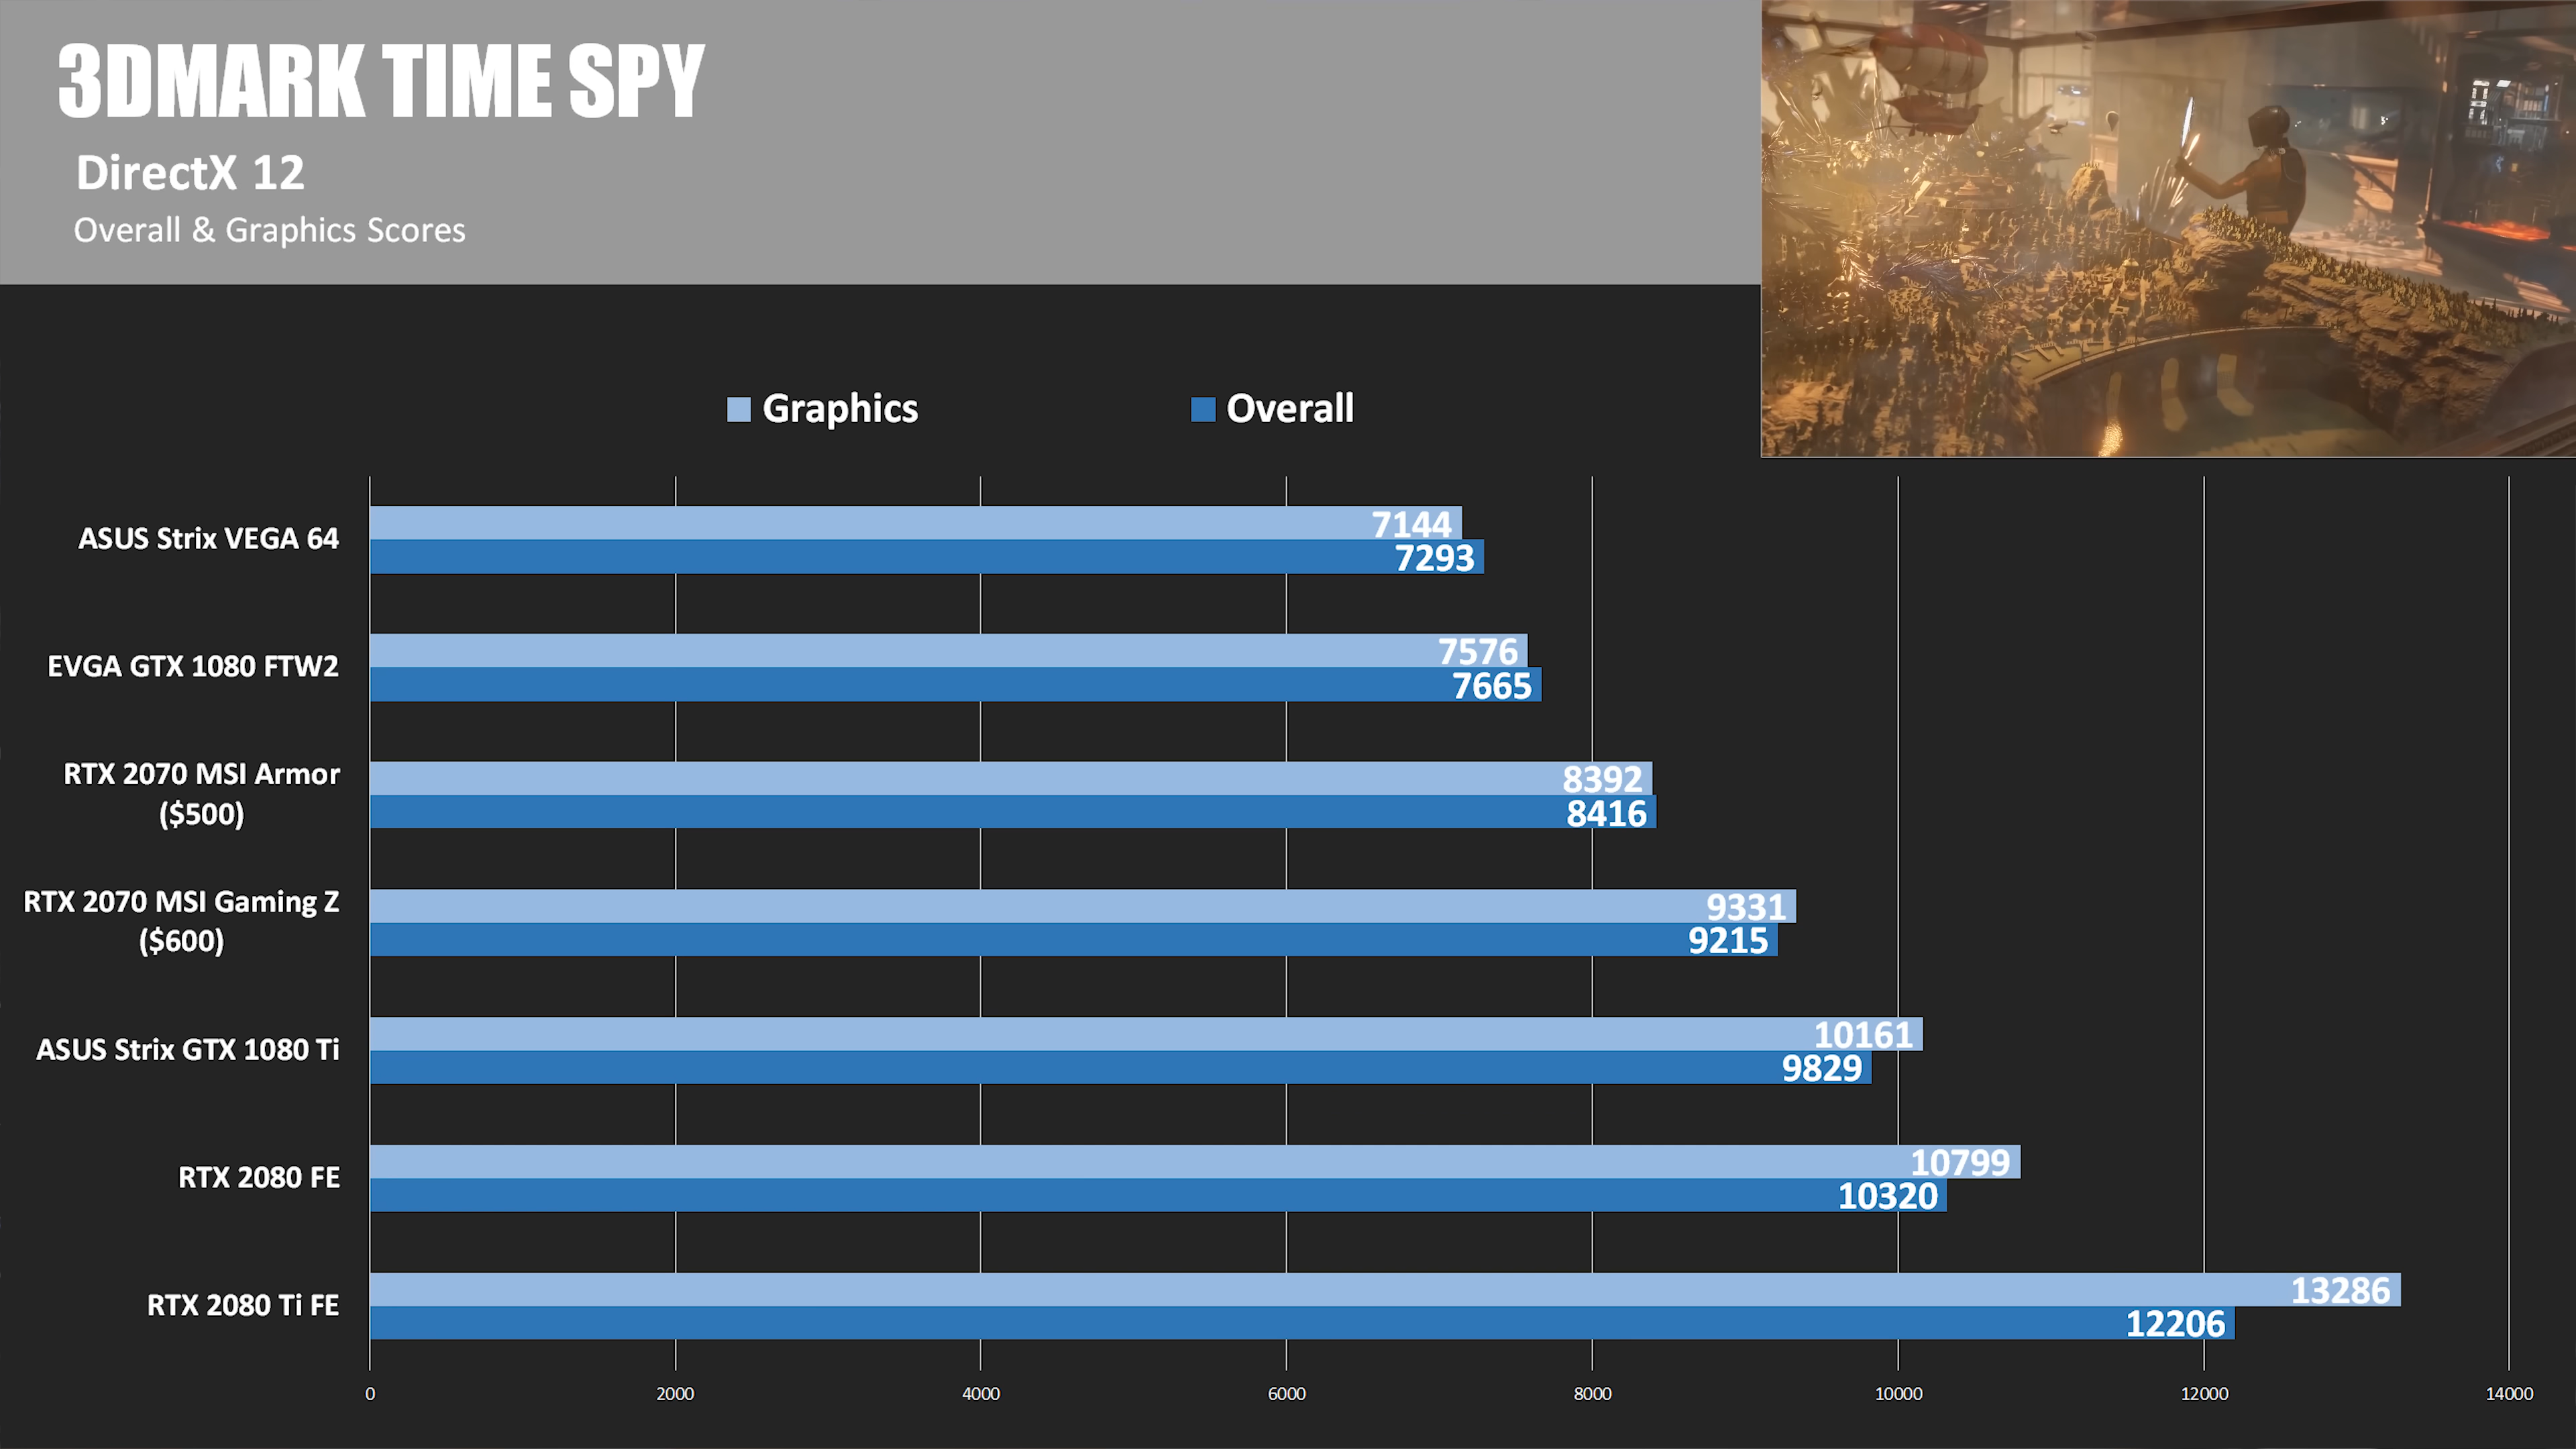 3DMARK TIME SPY
DirectX 12
Overall & Graphics Scores
Graphics
Overall
ASUS Strix VEGA 64
7144
7293
EVGA GTX 1080 FTW2
7576
7665
RTX 2070 MSI Armor
($500)
8392
8416
RTX 2070 MSI Gaming Z
($600)
9331
9215
ASUS Strix GTX 1080 Ti
10161
9829
RTX 2080 FE
10799
10320
RTX 2080 Ti FE
13286
12206
0
2000
4000
6000
8000
10000
12000
14000